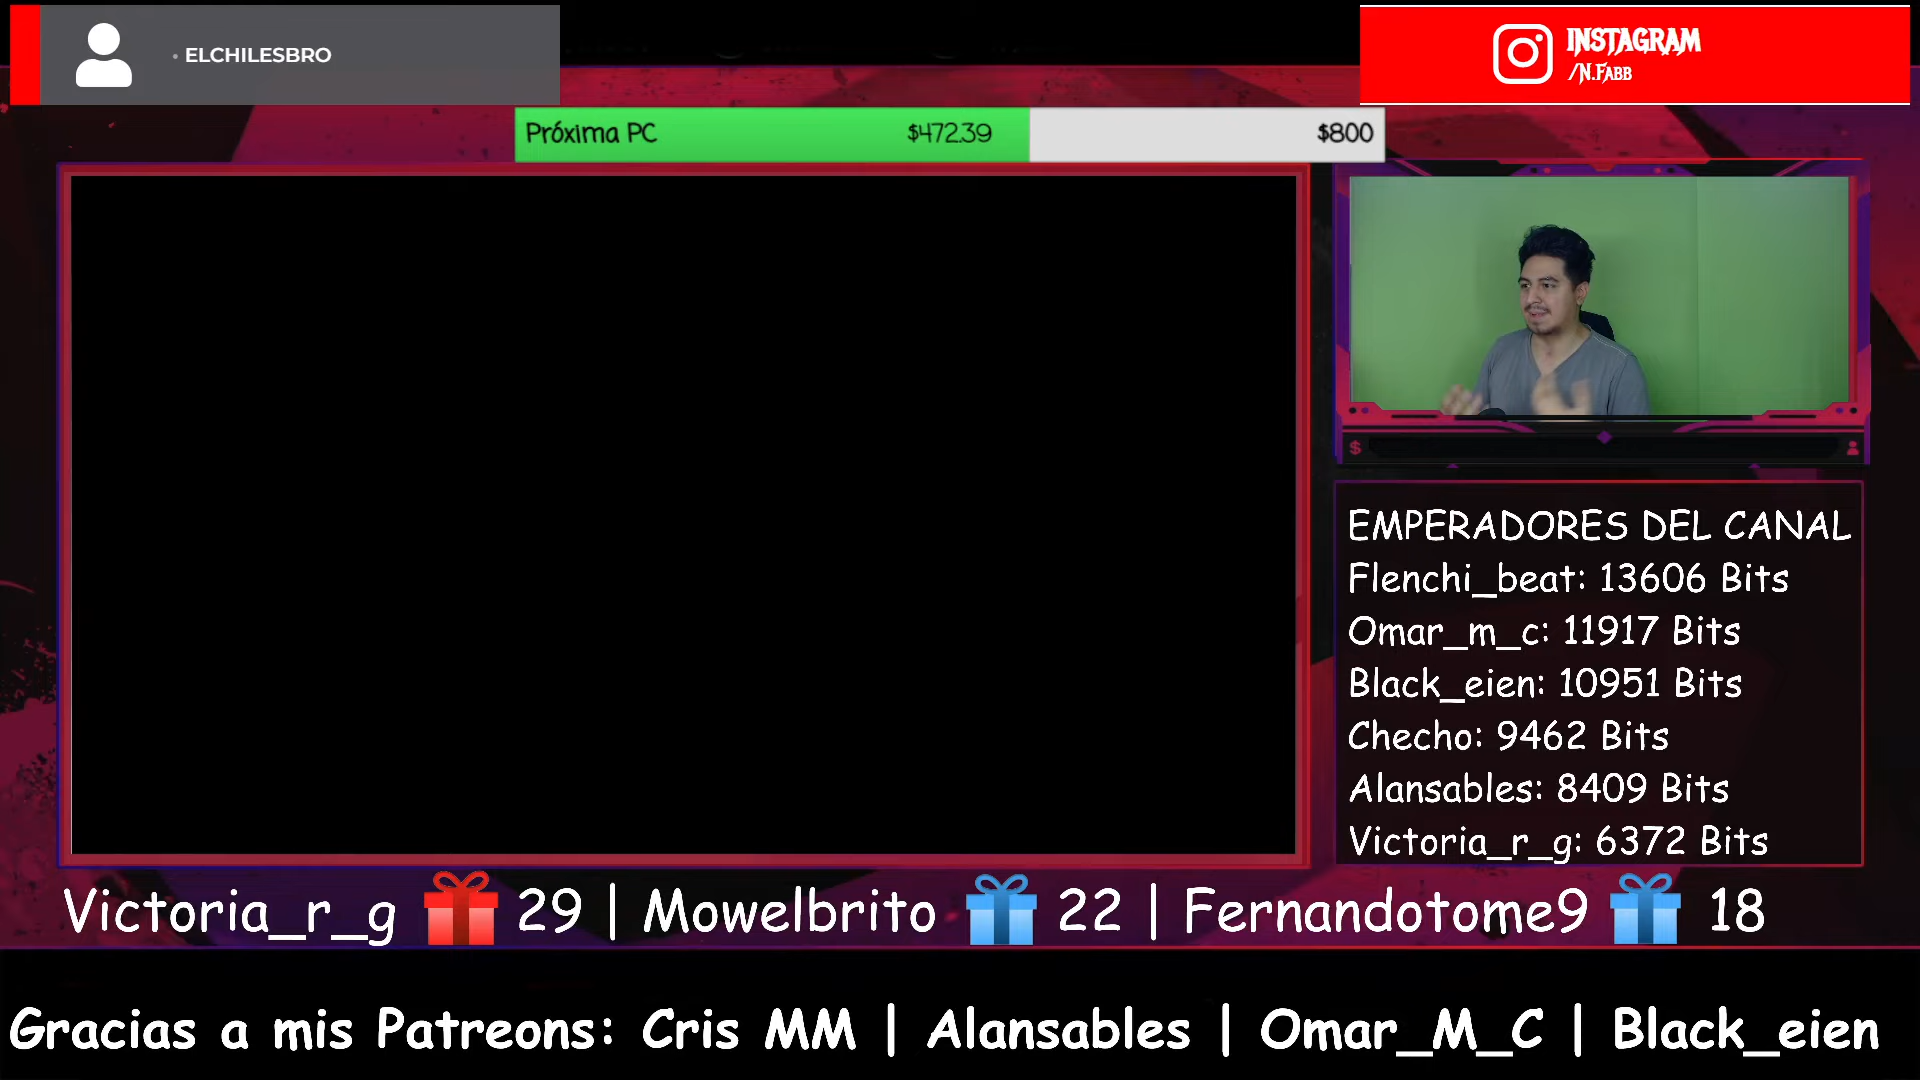 • ELCHILESBRO
INSTAGRAM
/N.FABB
Próxima PC $472.39 $800
$
EMPERADORES DEL CANAL
Flenchi_beat: 13606 Bits
Omar_m_c: 11917 Bits
Black_eien: 10951 Bits
Checho: 9462 Bits
Alansables: 8409 Bits
Victoria_r_g: 6372 Bits
Victoria_r_g 29 | Mowelbrito 22 | Fernandotome9 18
Gracias a mis Patreons: Cris MM | Alansables | Omar_M_C | Black_eien